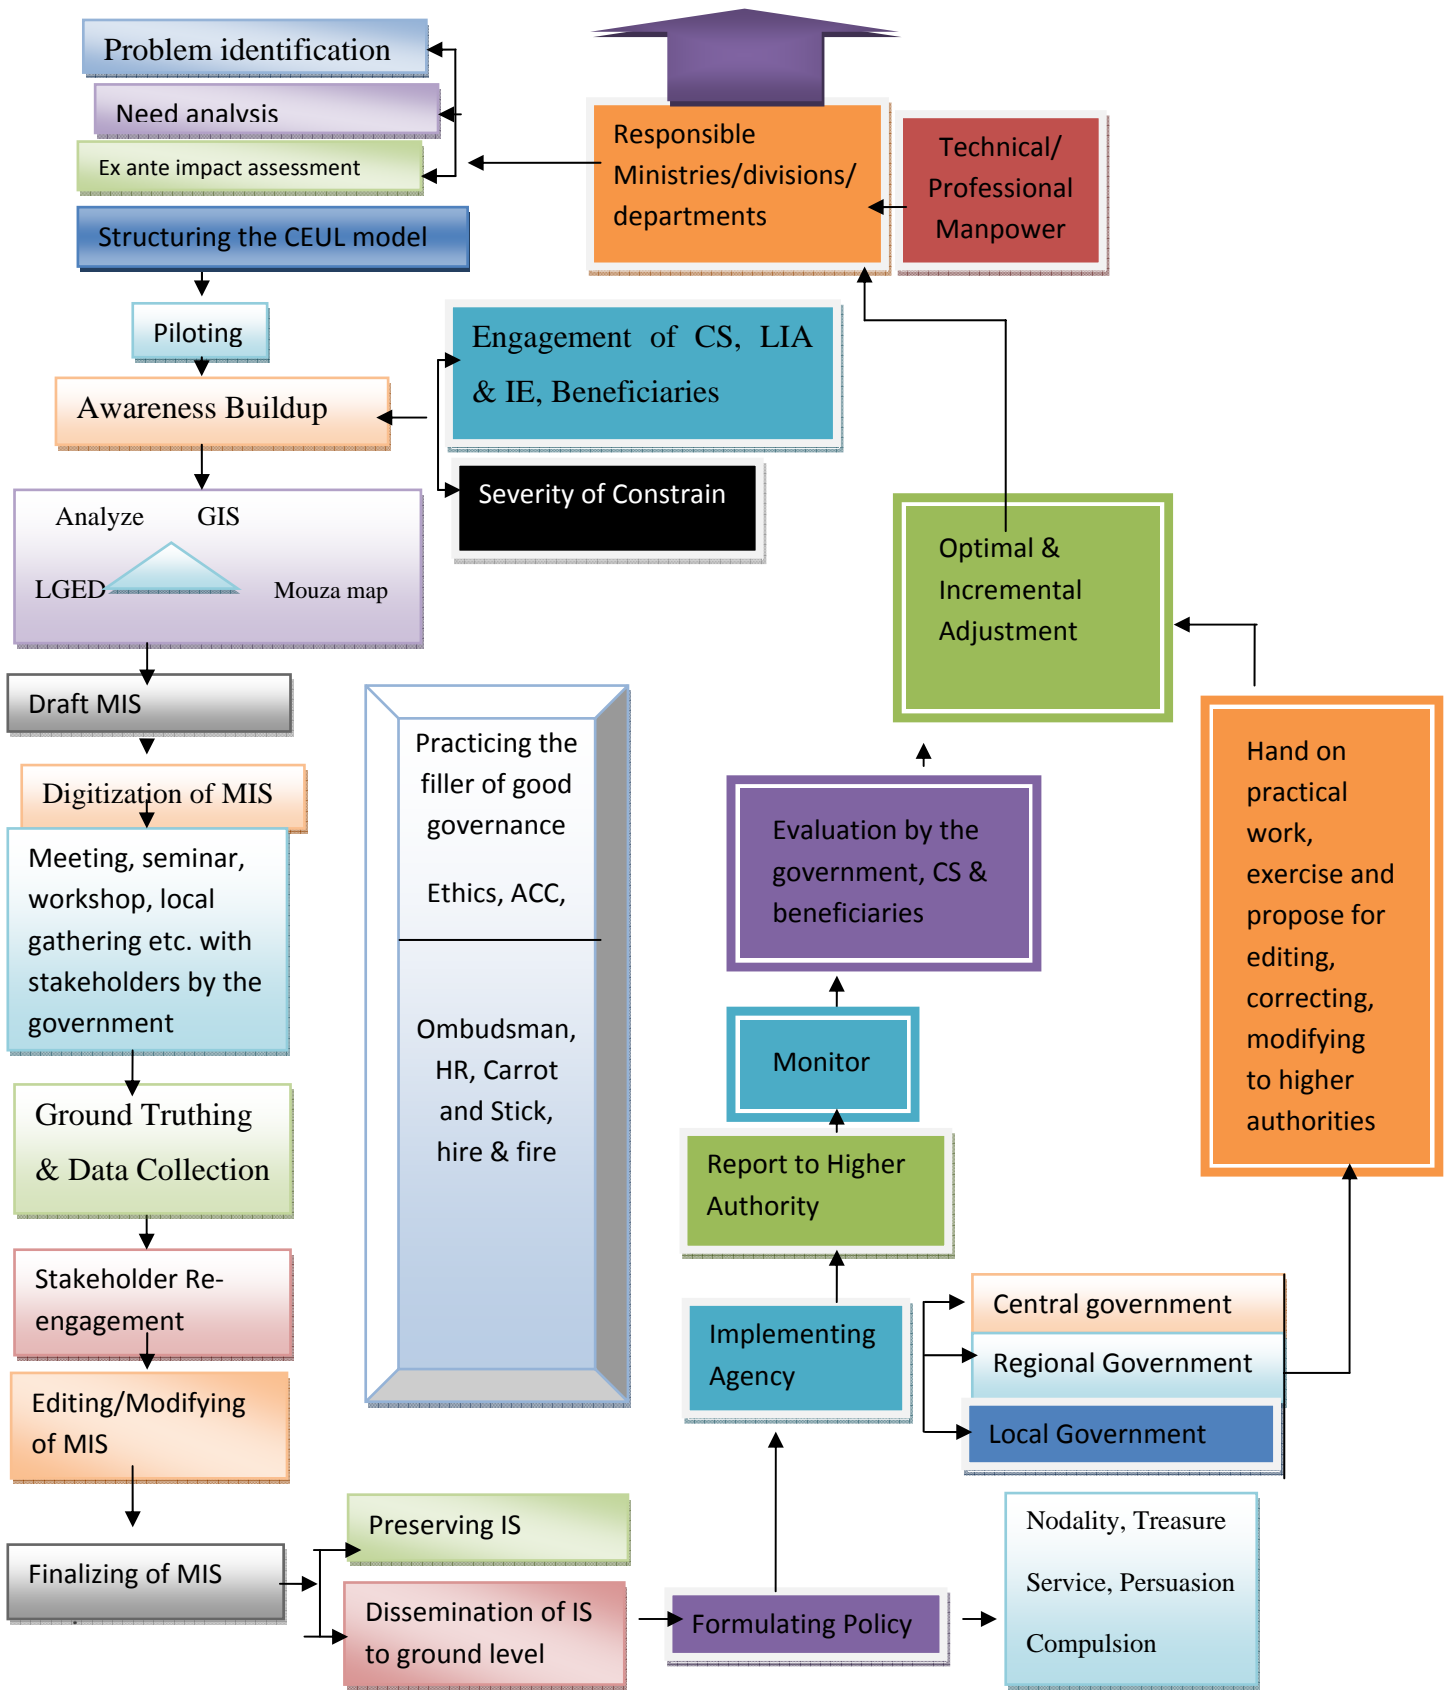 Problem identification
Need analysis
Ex ante impact assessment
Structuring the CEUL model
Piloting
Awareness Buildup
Responsible
Ministries/divisions/
departments
Technical/
Professional
Manpower
Engagement of CS, LIA
& IE, Beneficiaries
Severity of Constrain
Analyze GIS
LGED Mouza map
Draft MIS
Digitization of MIS
Meeting, seminar,
workshop, local
gathering etc. with
stakeholders by the
government
Ground Truthing
& Data Collection
Stakeholder Re-
engagement
Editing/Modifying
of MIS
Finalizing of MIS
Preserving IS
Dissemination of IS
to ground level
Practicing the
filler of good
governance
Ethics, ACC,
Ombudsman,
HR, Carrot
and Stick,
hire & fire
Optimal &
Incremental
Adjustment
Evaluation by the
government, CS &
beneficiaries
Monitor
Report to Higher
Authority
Implementing
Agency
Formulating Policy
Hand on
practical
work,
exercise and
propose for
editing,
correcting,
modifying
to higher
authorities
Central government
Regional Government
Local Government
Nodality, Treasure
Service, Persuasion
Compulsion